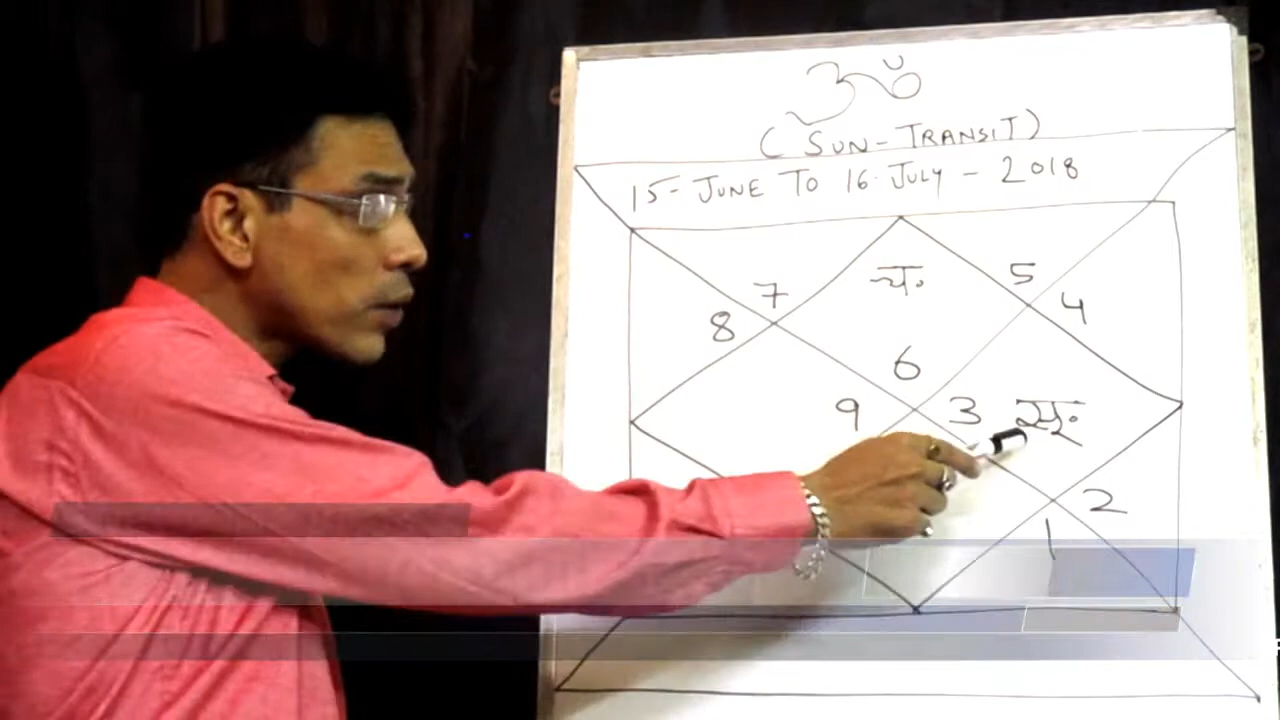 ॐ
(SUN-TRANSIT)
15-JUNE TO 16.JULY-2018
च.
5
7
4
8
6
9
3 सू.
2
1